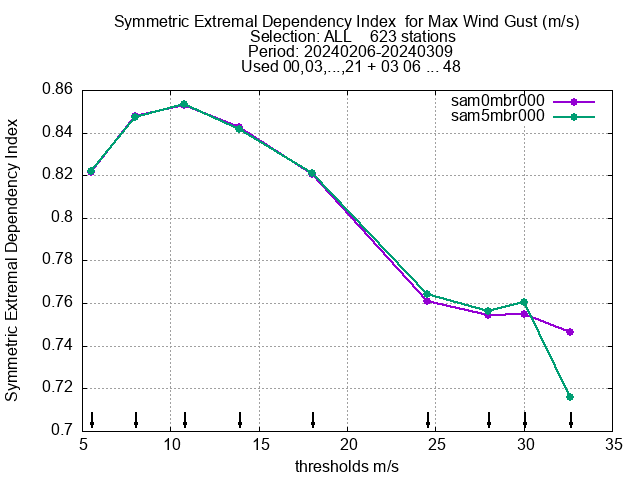 Symmetric Extremal Dependency Index  for Max Wind Gust (m/s)
Selection: ALL    623 stations
Period: 20240206-20240309
Used 00,03,...,21 + 03 06 ... 48
sam0mbr000
sam5mbr000
Symmetric Extremal Dependency Index
0.86
0.84
0.82
0.8
0.78
0.76
0.74
0.72
0.7
5 10 15 20 25 30 35
thresholds m/s